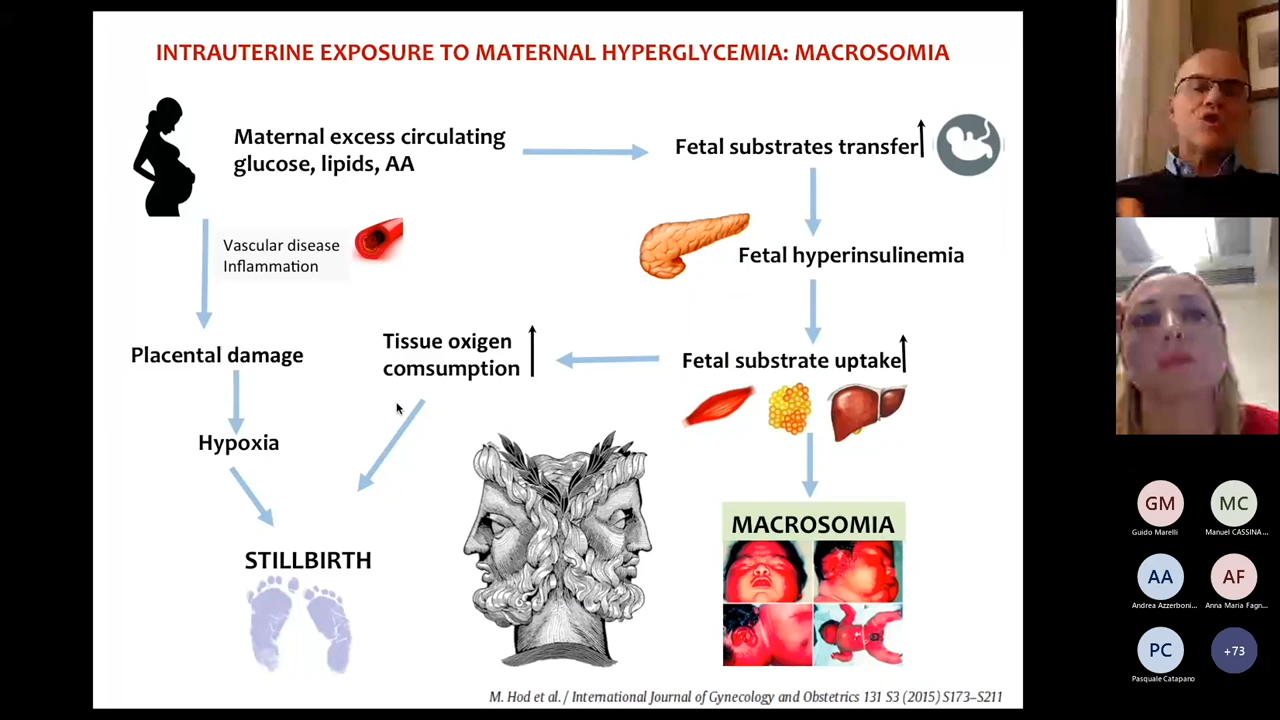 INTRAUTERINE EXPOSURE TO MATERNAL HYPERGLYCEMIA: MACROSOMIA
Maternal excess circulating
glucose, lipids, AA
Fetal substrates transfer
Vascular disease
Inflammation
Fetal hyperinsulinemia
Placental damage
Tissue oxigen
comsumption
Fetal substrate uptake
Hypoxia
STILLBIRTH
MACROSOMIA
M. Hod et al. / International Journal of Gynecology and Obstetrics 131 S3 (2015) S173–S211
GM
Guido Marelli
MC
Manuel CASSINA...
AA
Andrea Azzerboni...
AF
Anna Maria Fagn...
PC
Pasquale Catapano
+73